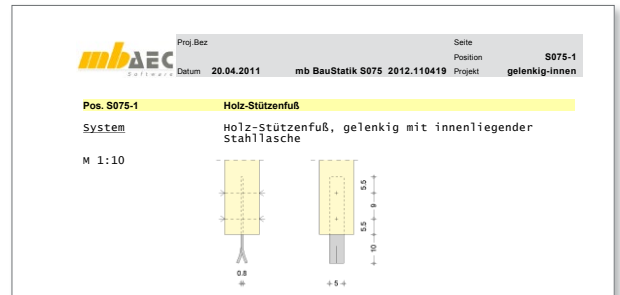 mbAEC
Software
Proj.Bez
Seite
Position S075-1
Datum 20.04.2011 mb BauStatik S075 2012.110419 Projekt gelenkig-innen
Pos. S075-1 Holz-Stützenfuß
System Holz-Stützenfuß, gelenkig mit innenliegender
Stahllasche
M 1:10
5.5
9
5.5
10
0.8
5